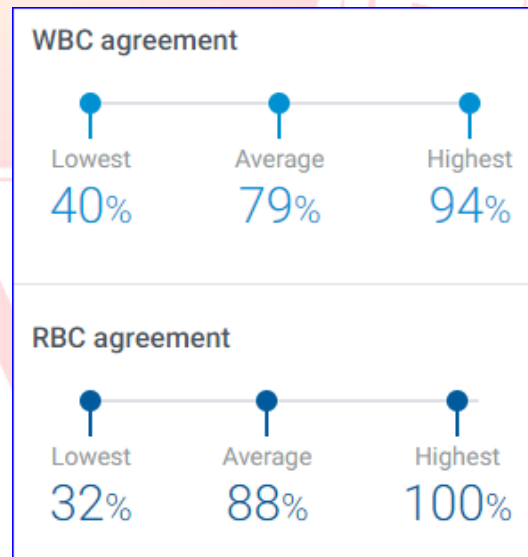 WBC agreement
Lowest Average Highest
40% 79% 94%
RBC agreement
Lowest Average Highest
32% 88% 100%